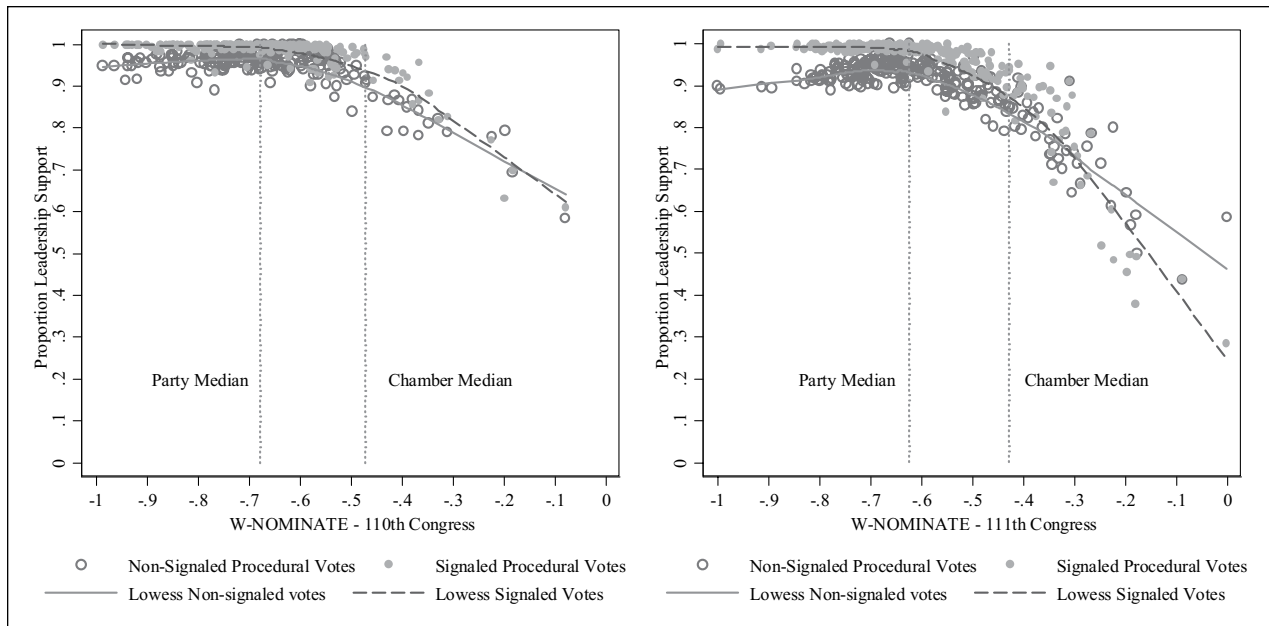 Proportion Leadership Support
1
.9
.8
.7
.6
.5
.4
.3
.2
.1
0
Party Median
Chamber Median
-1 -.9 -.8 -.7 -.6 -.5 -.4 -.3 -.2 -.1 0
W-NOMINATE - 110th Congress
Non-Signaled Procedural Votes
Signaled Procedural Votes
Lowess Non-signaled votes
Lowess Signaled Votes
Proportion Leadership Support
1
.9
.8
.7
.6
.5
.4
.3
.2
.1
0
Party Median
Chamber Median
-1 -.9 -.8 -.7 -.6 -.5 -.4 -.3 -.2 -.1 0
W-NOMINATE - 111th Congress
Non-Signaled Procedural Votes
Signaled Procedural Votes
Lowess Non-signaled votes
Lowess Signaled Votes